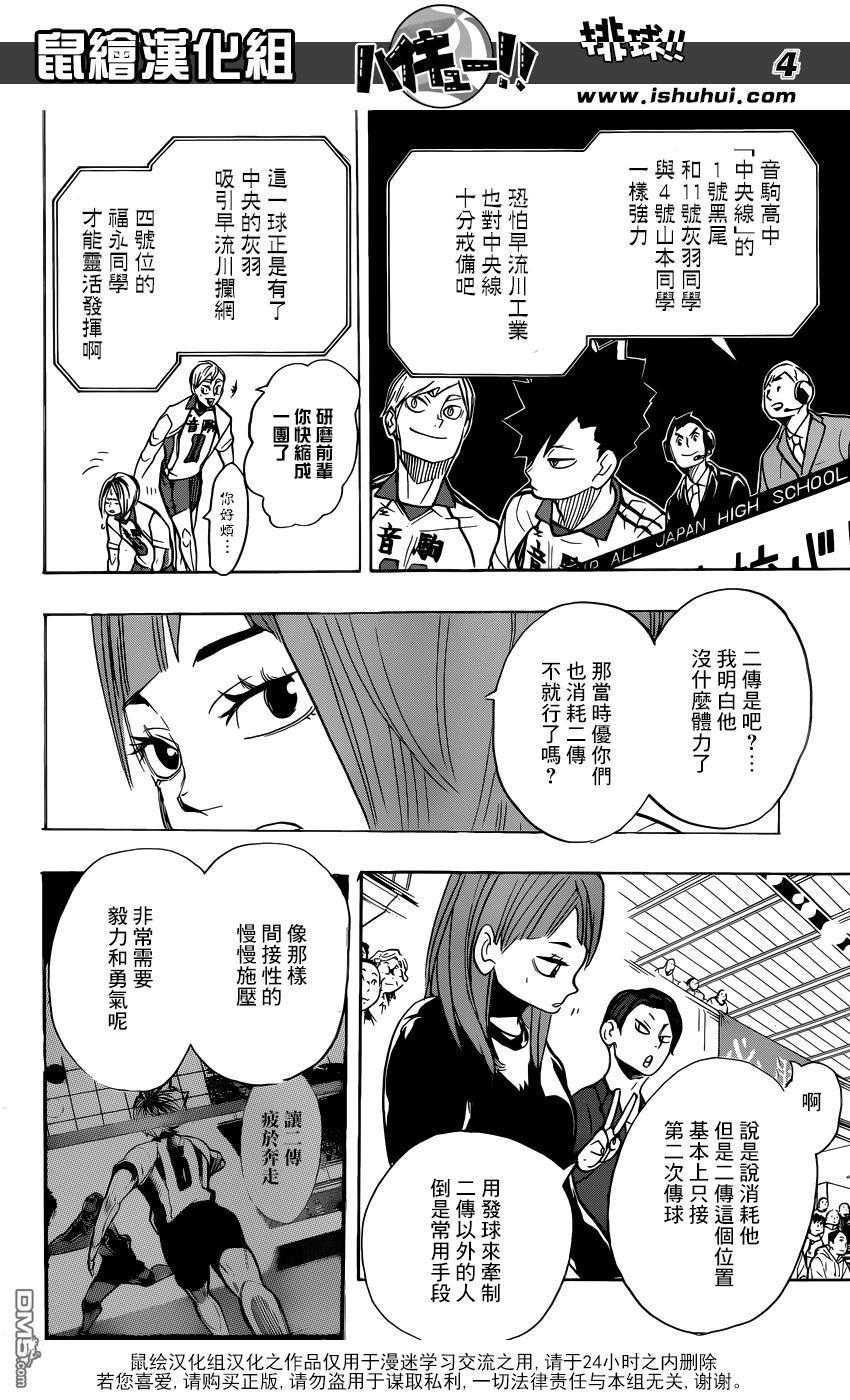 鼠繪漢化組
ハイキュー!!
排球!!
4
www.ishuhui.com
音駒高中
「中央線」的
1號黑尾
和11號灰羽同學
與4號山本同學
一樣強力
恐怕早流川工業
也對中央線
十分戒備吧
音駒
ALL JAPAN HIGH SCHOOL
這一球正是有了
中央的灰羽
吸引早流川攔網
四號位的
福永同學
才能靈活發揮啊
研磨前輩
你快縮成
一團了
你好煩…
音駒
1
二傳是吧?…
我明白他
沒什麼體力了
那當時優你們
也消耗二傳
不就行了嗎?
啊
說是說消耗他
但是二傳這個位置
基本上只接
第二次傳球
用發球來牽制
二傳以外的人
倒是常用手段
像那樣
間接性的
慢慢施壓
非常需要
毅力和勇氣呢
讓二傳
疲於奔走
16
DM5.com
鼠绘汉化组汉化之作品仅用于漫迷学习交流之用, 请于24小时之内删除
若您喜爱, 请购买正版, 请勿用于谋取私利, 一切法律责任与本组无关, 谢谢。